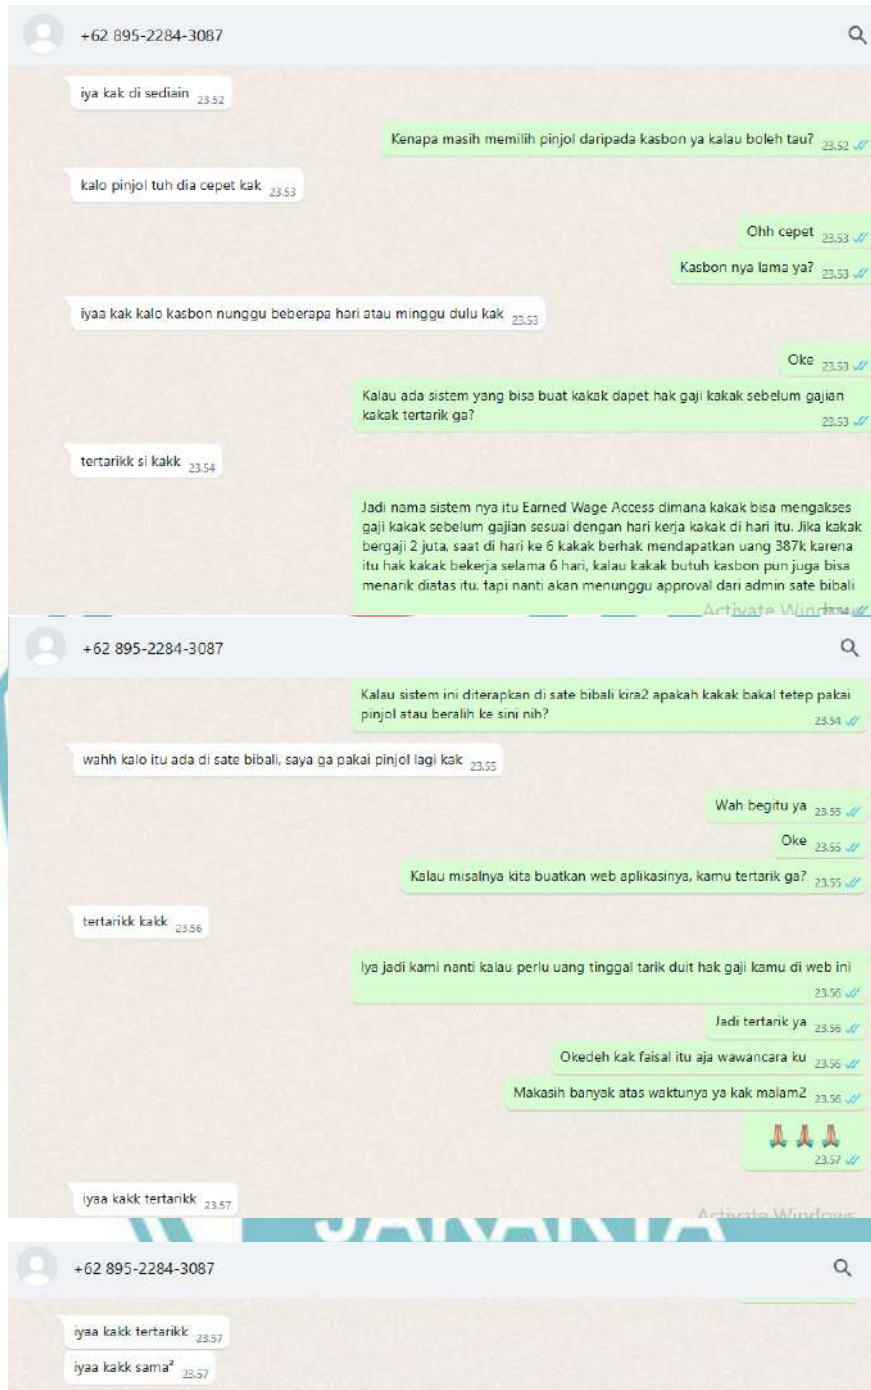 +62 895-2284-3087
iya kak di sediain 23.52
Kenapa masih memilih pinjol daripada kasbon ya kalau boleh tau? 23.52
kalo pinjol tuh dia cepet kak 23.53
Ohh cepet 23.53
Kasbon nya lama ya? 23.53
iyaa kak kalo kasbon nunggu beberapa hari atau minggu dulu kak 23.53
Oke 23.53
Kalau ada sistem yang bisa buat kakak dapet hak gaji kakak sebelum gajian
kakak tertarik ga? 23.53
tertarikk si kakk 23.54
Jadi nama sistem nya itu Earned Wage Access dimana kakak bisa mengakses
gaji kakak sebelum gajian sesuai dengan hari kerja kakak di hari itu. Jika kakak
bergaji 2 juta, saat di hari ke 6 kakak berhak mendapatkan uang 387k karena
itu hak kakak bekerja selama 6 hari, kalau kakak butuh kasbon pun juga bisa
menarik diatas itu. tapi nanti akan menunggu approval dari admin sate bibali
Activate Windows 23.54
+62 895-2284-3087
Kalau sistem ini diterapkan di sate bibali kira2 apakah kakak bakal tetep pakai
pinjol atau beralih ke sini nih? 23.54
wahh kalo itu ada di sate bibali, saya ga pakai pinjol lagi kak 23.55
Wah begitu ya 23.55
Oke 23.55
Kalau misalnya kita buatkan web aplikasinya, kamu tertarik ga? 23.55
tertarikk kakk 23.56
Iya jadi kami nanti kalau perlu uang tinggal tarik duit hak gaji kamu di web ini
23.56
Jadi tertarik ya 23.56
Okedeh kak faisal itu aja wawancara ku 23.56
Makasih banyak atas waktunya ya kak malam2 23.56
🙏🙏🙏
23.57
iyaa kakk tertarikk 23.57
Activate Windows
JAKARTA
+62 895-2284-3087
iyaa kakk tertarikk 23.57
iyaa kakk sama² 23.57